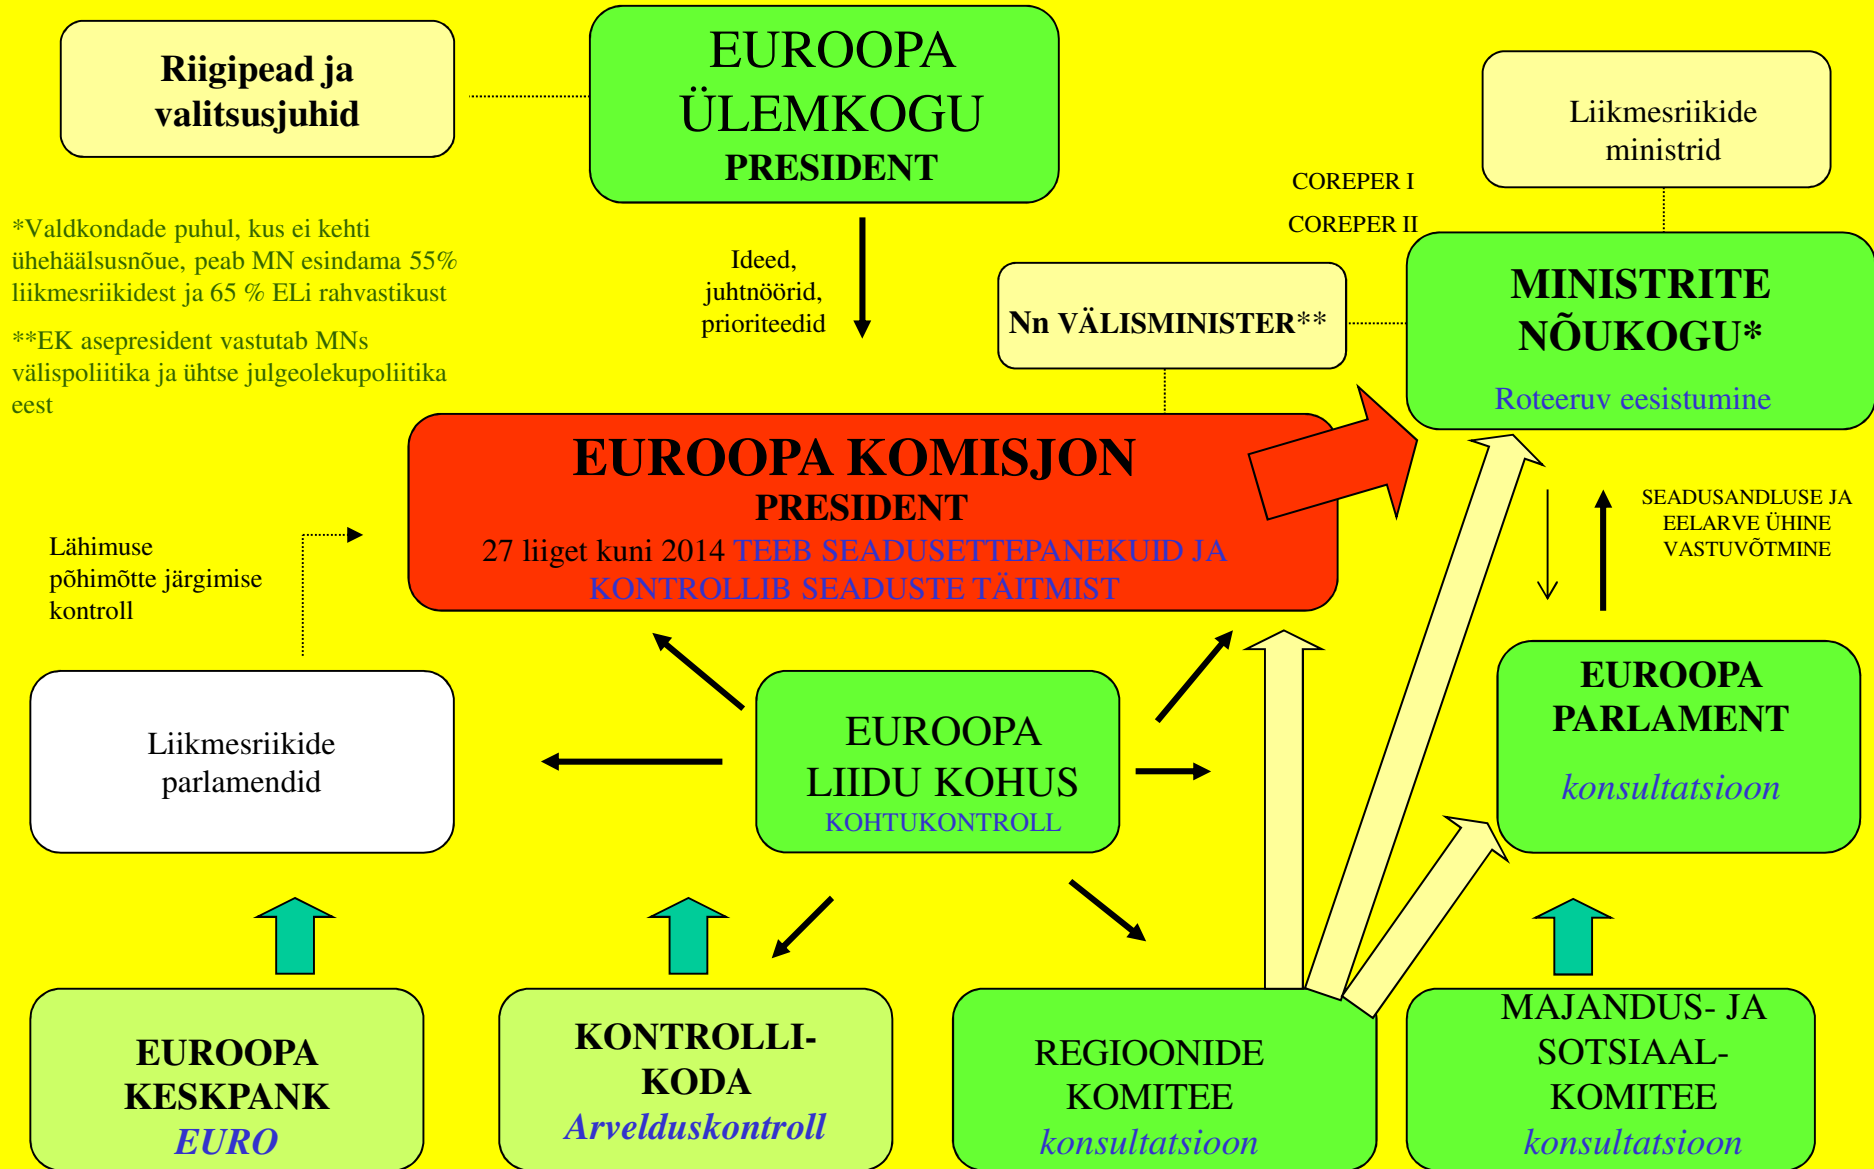 Riigipead ja
valitsusjuhid
EUROOPA
ÜLEMKOGU
PRESIDENT
Liikmesriikide
ministrid
COREPER I
COREPER II
*Valdkondade puhul, kus ei kehti
ühehäälsusnõue, peab MN esindama 55%
liikmesriikidest ja 65 % ELi rahvastikust
**EK asepresident vastutab MNs
välispoliitika ja ühtse julgeolekupoliitika
eest
Ideed,
juhtnöörid,
prioriteedid
Nn VÄLISMINISTER**
MINISTRITE
NÕUKOGU*
Roteeruv eesistumine
EUROOPA KOMISJON
PRESIDENT
27 liiget kuni 2014 TEEB SEADUSETTEPANEKUID JA
KONTROLLIB SEADUSTE TÄITMIST
SEADUSANDLUSE JA
EELARVE ÜHINE
VASTUVÕTMINE
Lähimuse
põhimõtte järgimise
kontroll
Liikmesriikide
parlamendid
EUROOPA
LIIDU KOHUS
KOHTUKONTROLL
EUROOPA
PARLAMENT
konsultatsioon
EUROOPA
KESKPANK
EURO
KONTROLLI-
KODA
Arvelduskontroll
REGIOONIDE
KOMITEE
konsultatsioon
MAJANDUS- JA
SOTSIAAL-
KOMITEE
konsultatsioon